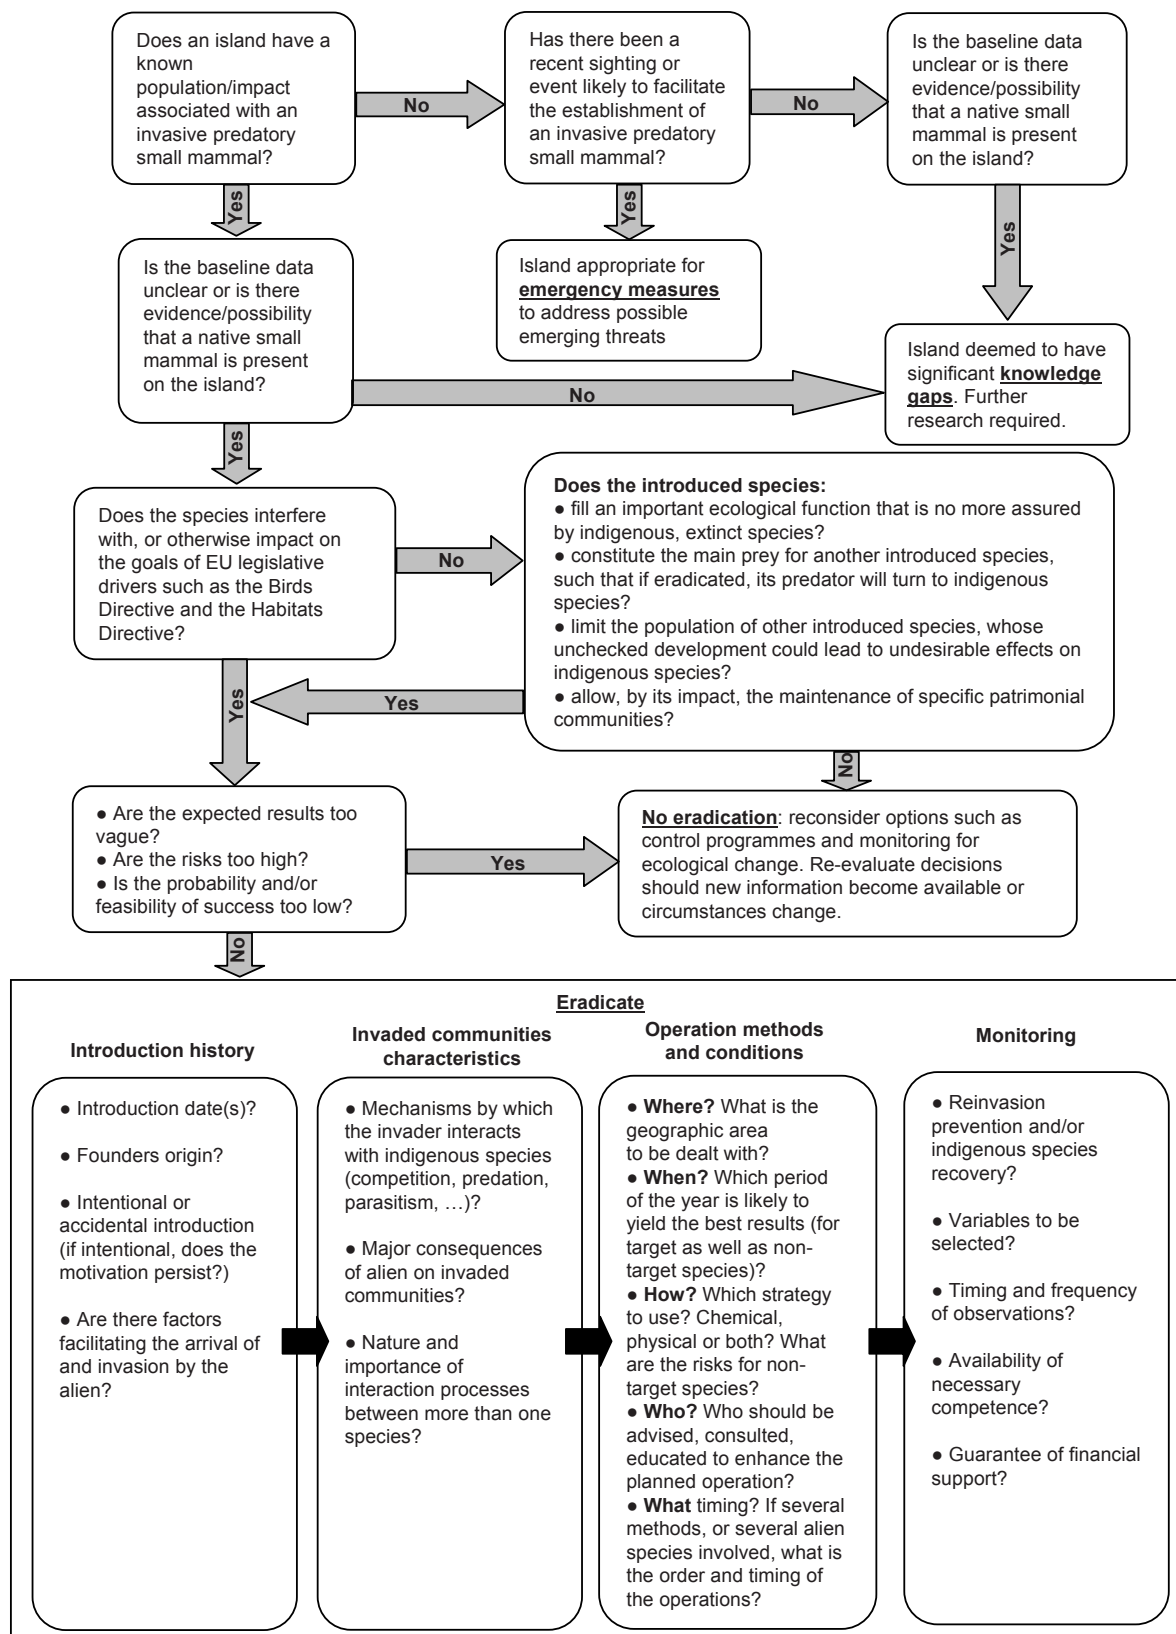 Does an island have a
known
population/impact
associated with an
invasive predatory
small mammal?
No
Has there been a
recent sighting or
event likely to facilitate
the establishment of
an invasive predatory
small mammal?
No
Is the baseline data
unclear or is there
evidence/possibility
that a native small
mammal is present
on the island?
Yes
Yes
Yes
Is the baseline data
unclear or is there
evidence/possibility
that a native small
mammal is present
on the island?
Island appropriate for
emergency measures
to address possible
emerging threats
No
Island deemed to have
significant knowledge
gaps. Further
research required.
Yes
Does the species interfere
with, or otherwise impact on
the goals of EU legislative
drivers such as the Birds
Directive and the Habitats
Directive?
No
Does the introduced species:
● fill an important ecological function that is no more assured
by indigenous, extinct species?
● constitute the main prey for another introduced species,
such that if eradicated, its predator will turn to indigenous
species?
● limit the population of other introduced species, whose
unchecked development could lead to undesirable effects on
indigenous species?
● allow, by its impact, the maintenance of specific patrimonial
communities?
Yes
Yes
No
● Are the expected results too
vague?
● Are the risks too high?
● Is the probability and/or
feasibility of success too low?
Yes
No eradication: reconsider options such as
control programmes and monitoring for
ecological change. Re-evaluate decisions
should new information become available or
circumstances change.
No
Eradicate
Introduction history
● Introduction date(s)?
● Founders origin?
● Intentional or
accidental introduction
(if intentional, does the
motivation persist?)
● Are there factors
facilitating the arrival of
and invasion by the
alien?
Invaded communities
characteristics
● Mechanisms by which
the invader interacts
with indigenous species
(competition, predation,
parasitism, …)?
● Major consequences
of alien on invaded
communities?
● Nature and
importance of
interaction processes
between more than one
species?
Operation methods
and conditions
● Where? What is the
geographic area
to be dealt with?
● When? Which period
of the year is likely to
yield the best results (for
target as well as non-
target species)?
● How? Which strategy
to use? Chemical,
physical or both? What
are the risks for non-
target species?
● Who? Who should be
advised, consulted,
educated to enhance the
planned operation?
● What timing? If several
methods, or several alien
species involved, what is
the order and timing of
the operations?
Monitoring
● Reinvasion
prevention and/or
indigenous species
recovery?
● Variables to be
selected?
● Timing and frequency
of observations?
● Availability of
necessary
competence?
● Guarantee of financial
support?